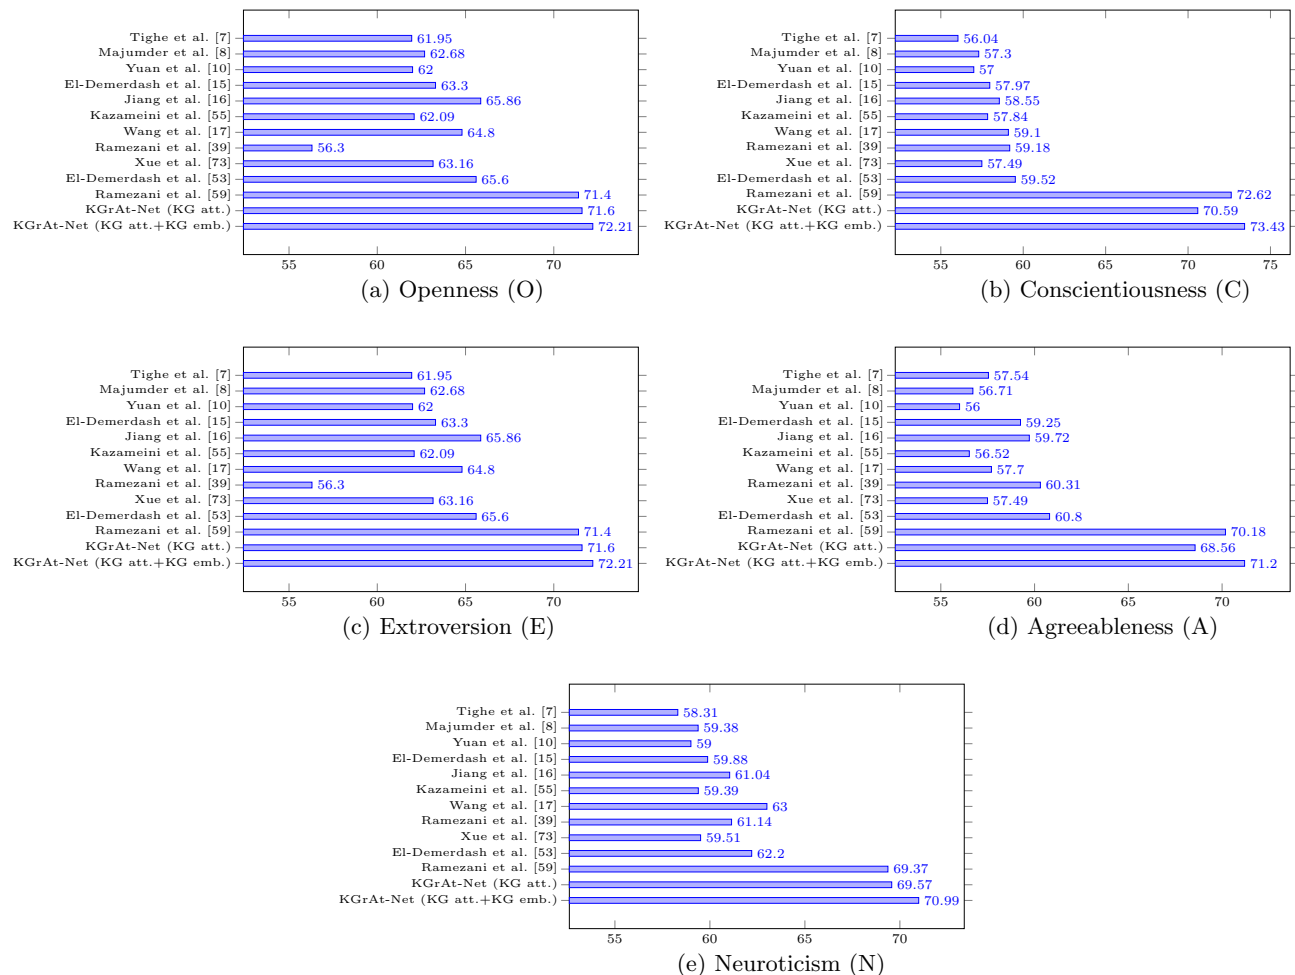 Tighe et al. [7] 61.95
Majumder et al. [8] 62.68
Yuan et al. [10] 62
El-Demerdash et al. [15] 63.3
Jiang et al. [16] 65.86
Kazameini et al. [55] 62.09
Wang et al. [17] 64.8
Ramezani et al. [39] 56.3
Xue et al. [73] 63.16
El-Demerdash et al. [53] 65.6
Ramezani et al. [59] 71.4
KGrAt-Net (KG att.) 71.6
KGrAt-Net (KG att.+KG emb.) 72.21
55 60 65 70
(a) Openness (O)
Tighe et al. [7] 56.04
Majumder et al. [8] 57.3
Yuan et al. [10] 57
El-Demerdash et al. [15] 57.97
Jiang et al. [16] 58.55
Kazameini et al. [55] 57.84
Wang et al. [17] 59.1
Ramezani et al. [39] 59.18
Xue et al. [73] 57.49
El-Demerdash et al. [53] 59.52
Ramezani et al. [59] 72.62
KGrAt-Net (KG att.) 70.59
KGrAt-Net (KG att.+KG emb.) 73.43
55 60 65 70 75
(b) Conscientiousness (C)
Tighe et al. [7] 61.95
Majumder et al. [8] 62.68
Yuan et al. [10] 62
El-Demerdash et al. [15] 63.3
Jiang et al. [16] 65.86
Kazameini et al. [55] 62.09
Wang et al. [17] 64.8
Ramezani et al. [39] 56.3
Xue et al. [73] 63.16
El-Demerdash et al. [53] 65.6
Ramezani et al. [59] 71.4
KGrAt-Net (KG att.) 71.6
KGrAt-Net (KG att.+KG emb.) 72.21
55 60 65 70
(c) Extroversion (E)
Tighe et al. [7] 57.54
Majumder et al. [8] 56.71
Yuan et al. [10] 56
El-Demerdash et al. [15] 59.25
Jiang et al. [16] 59.72
Kazameini et al. [55] 56.52
Wang et al. [17] 57.7
Ramezani et al. [39] 60.31
Xue et al. [73] 57.49
El-Demerdash et al. [53] 60.8
Ramezani et al. [59] 70.18
KGrAt-Net (KG att.) 68.56
KGrAt-Net (KG att.+KG emb.) 71.2
55 60 65 70
(d) Agreeableness (A)
Tighe et al. [7] 58.31
Majumder et al. [8] 59.38
Yuan et al. [10] 59
El-Demerdash et al. [15] 59.88
Jiang et al. [16] 61.04
Kazameini et al. [55] 59.39
Wang et al. [17] 63
Ramezani et al. [39] 61.14
Xue et al. [73] 59.51
El-Demerdash et al. [53] 62.2
Ramezani et al. [59] 69.37
KGrAt-Net (KG att.) 69.57
KGrAt-Net (KG att.+KG emb.) 70.99
55 60 65 70
(e) Neuroticism (N)